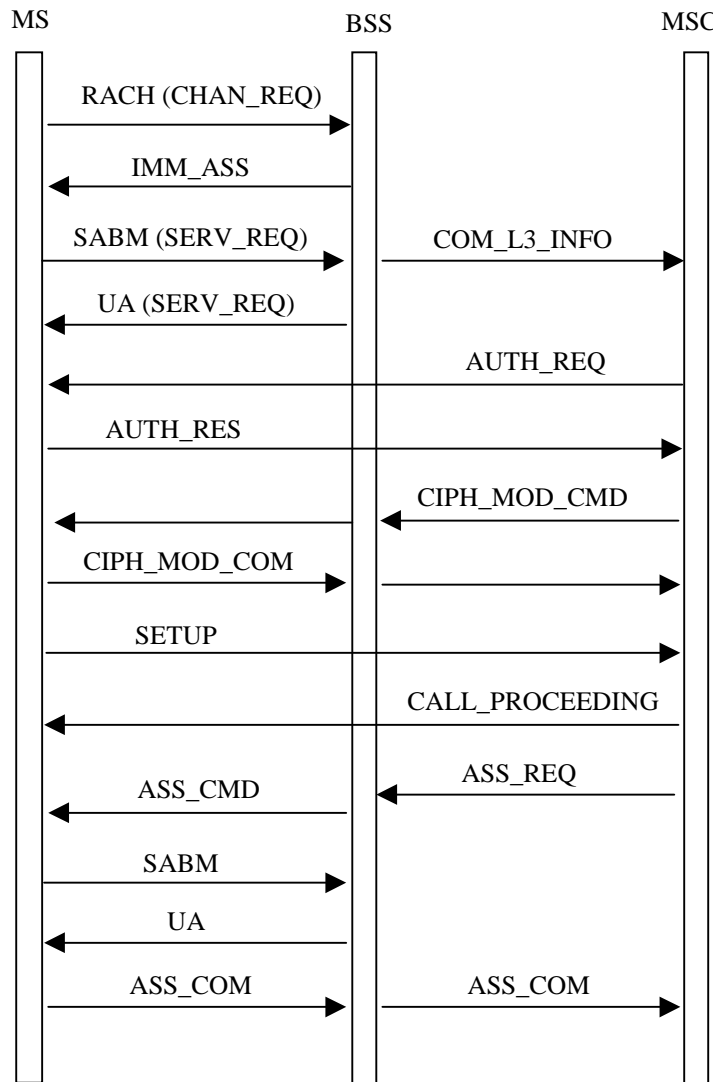 MS
BSS
MSC
RACH (CHAN_REQ)
IMM_ASS
SABM (SERV_REQ)
COM_L3_INFO
UA (SERV_REQ)
AUTH_REQ
AUTH_RES
CIPH_MOD_CMD
CIPH_MOD_COM
SETUP
CALL_PROCEEDING
ASS_REQ
ASS_CMD
SABM
UA
ASS_COM
ASS_COM